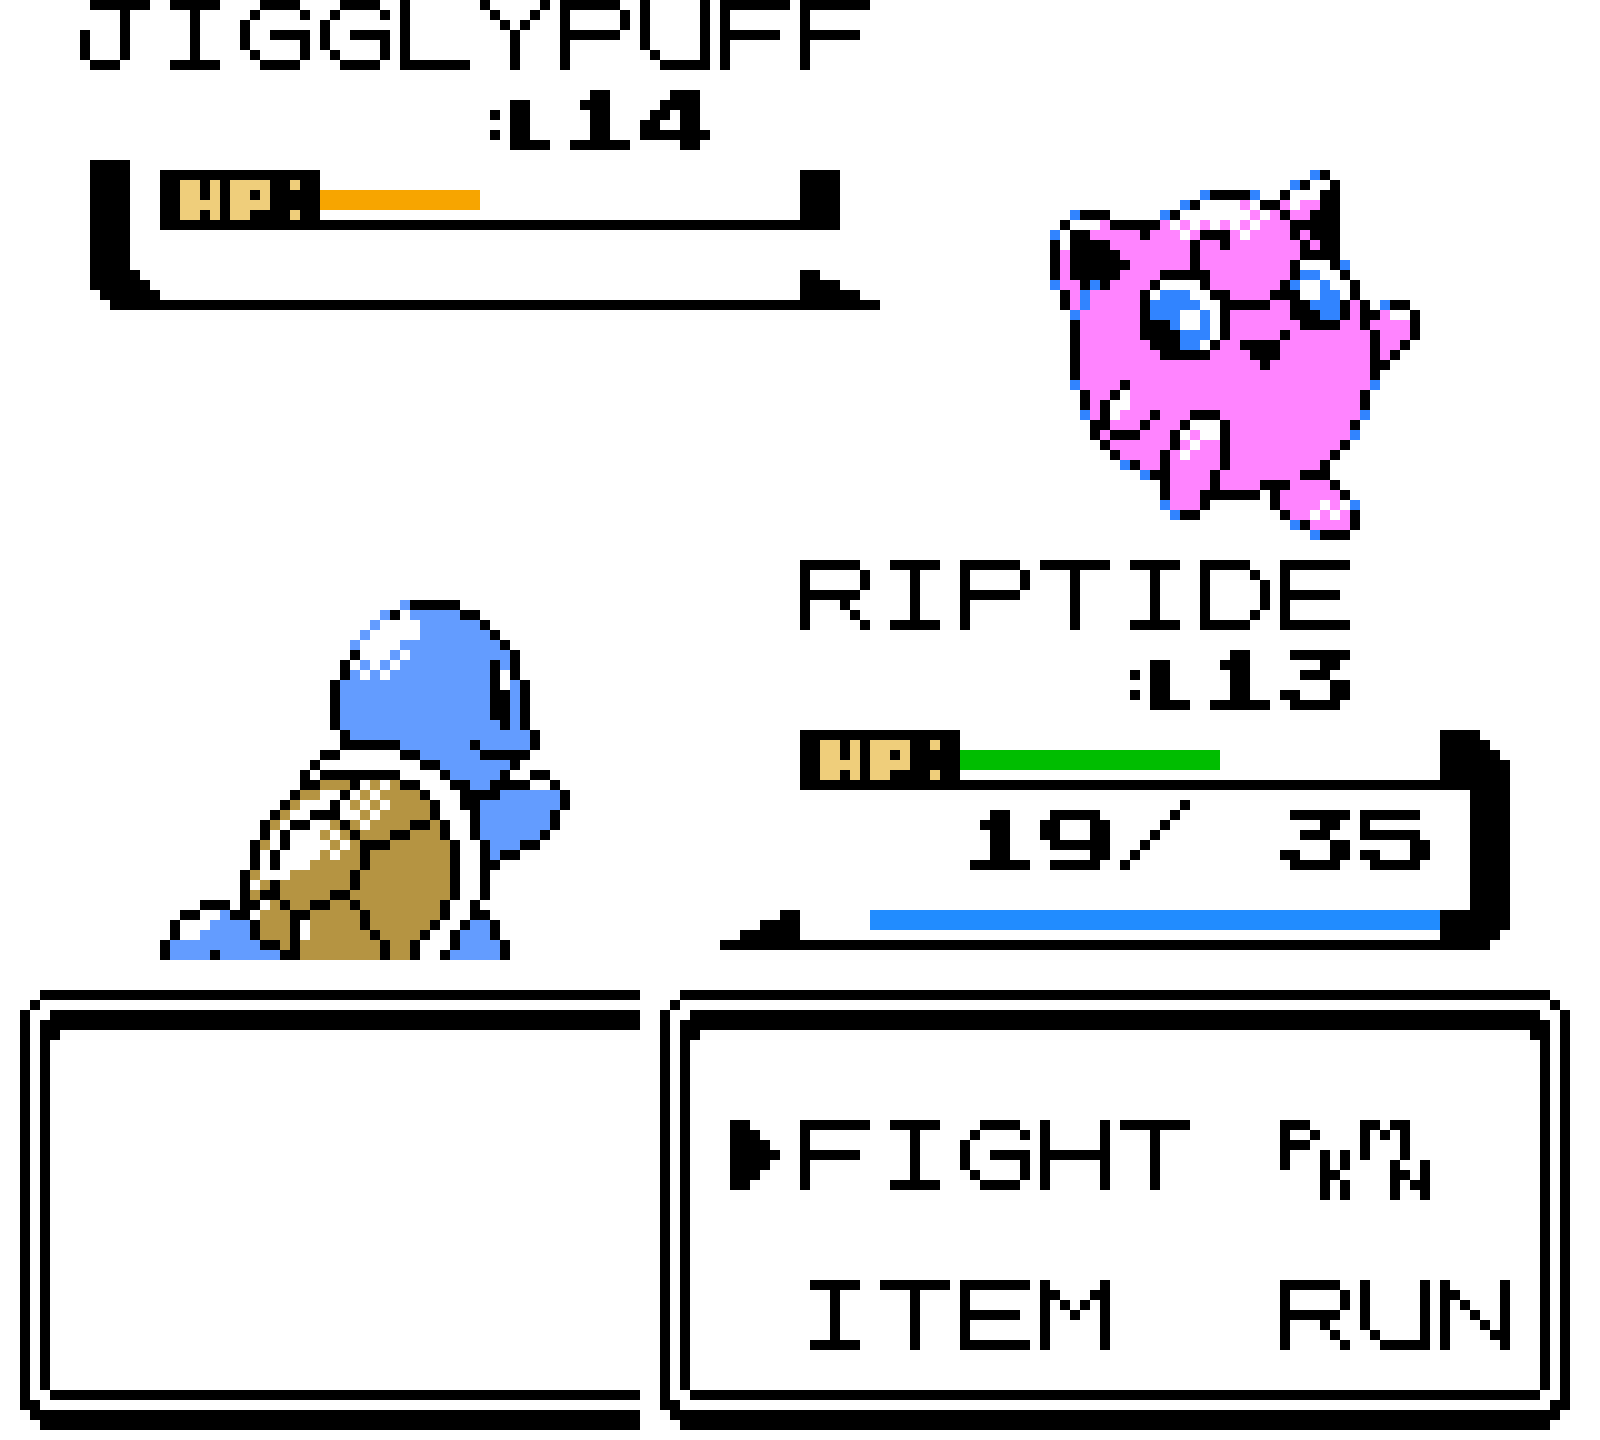 JIGGLYPUFF
:L14
HP:
RIPTIDE
:L13
HP:
19/ 35
FIGHT PKMN
ITEM RUN